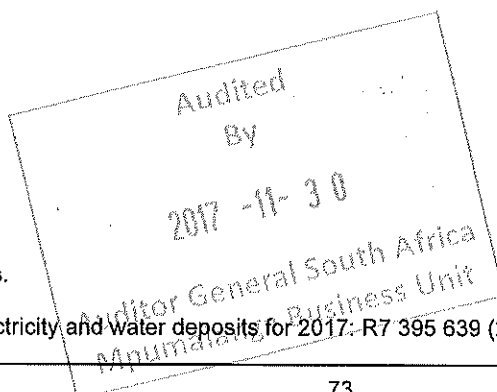 Audited
By
2017 -11- 30
Auditor General South Africa
Mpumalanga Business Unit
s.
ctricity and water deposits for 2017: R7 395 639 (
73